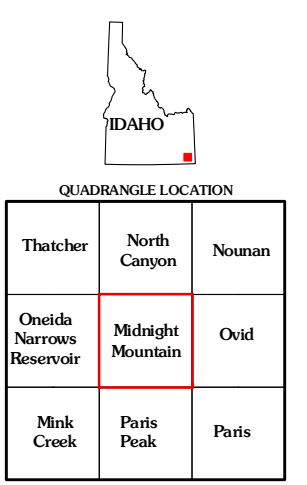 IDAHO
QUADRANGLE LOCATION
Thatcher
North
Canyon
Nounan
Oneida
Narrows
Reservoir
Midnight
Mountain
Ovid
Mink
Creek
Paris
Peak
Paris